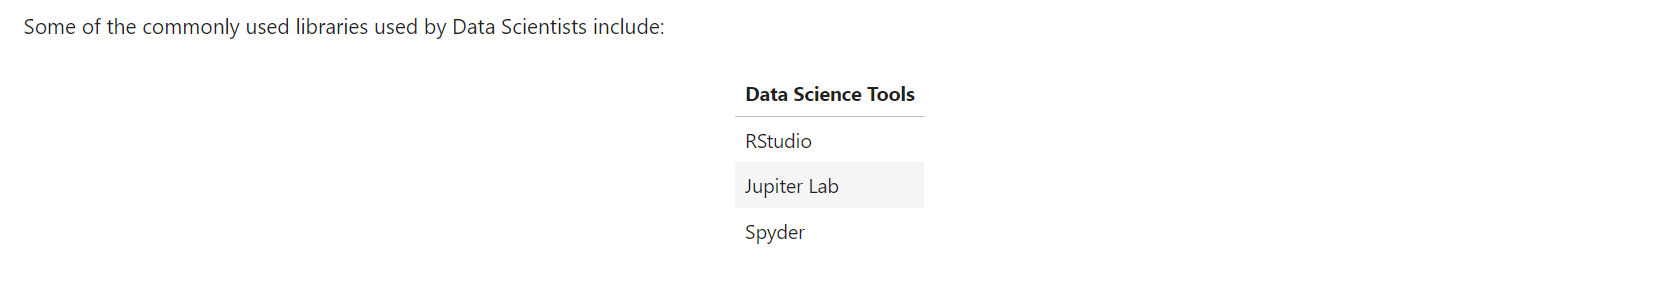 Some of the commonly used libraries used by Data Scientists include:
Data Science Tools
RStudio
Jupiter Lab
Spyder